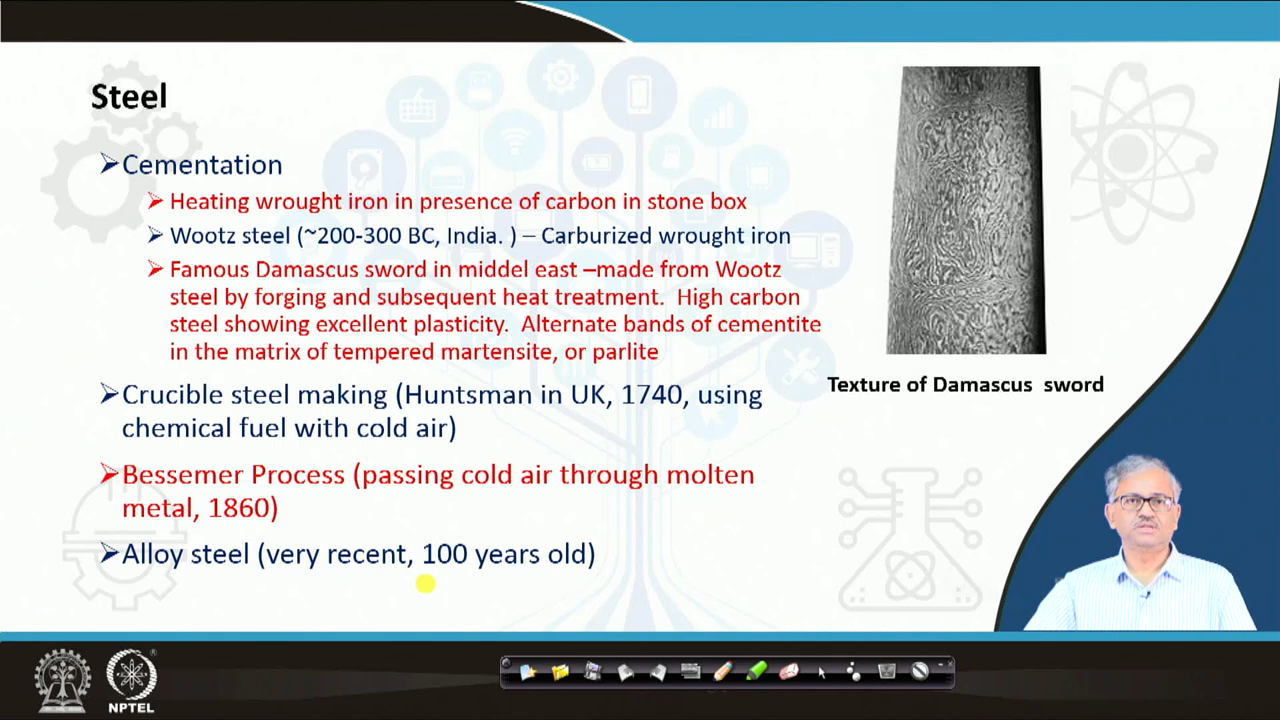 Steel
Cementation
Heating wrought iron in presence of carbon in stone box
Wootz steel (~200-300 BC, India. ) – Carburized wrought iron
Famous Damascus sword in middel east –made from Wootz
steel by forging and subsequent heat treatment. High carbon
steel showing excellent plasticity. Alternate bands of cementite
in the matrix of tempered martensite, or parlite
Texture of Damascus sword
Crucible steel making (Huntsman in UK, 1740, using
chemical fuel with cold air)
Bessemer Process (passing cold air through molten
metal, 1860)
Alloy steel (very recent, 100 years old)
NPTEL